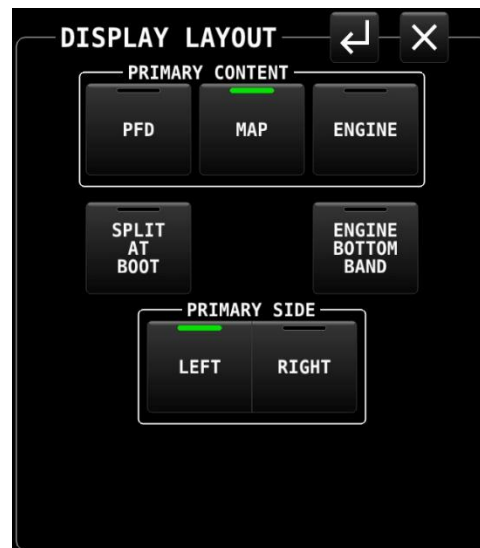 DISPLAY LAYOUT
PRIMARY CONTENT
PFD
MAP
ENGINE
SPLIT
AT
BOOT
ENGINE
BOTTOM
BAND
PRIMARY SIDE
LEFT
RIGHT